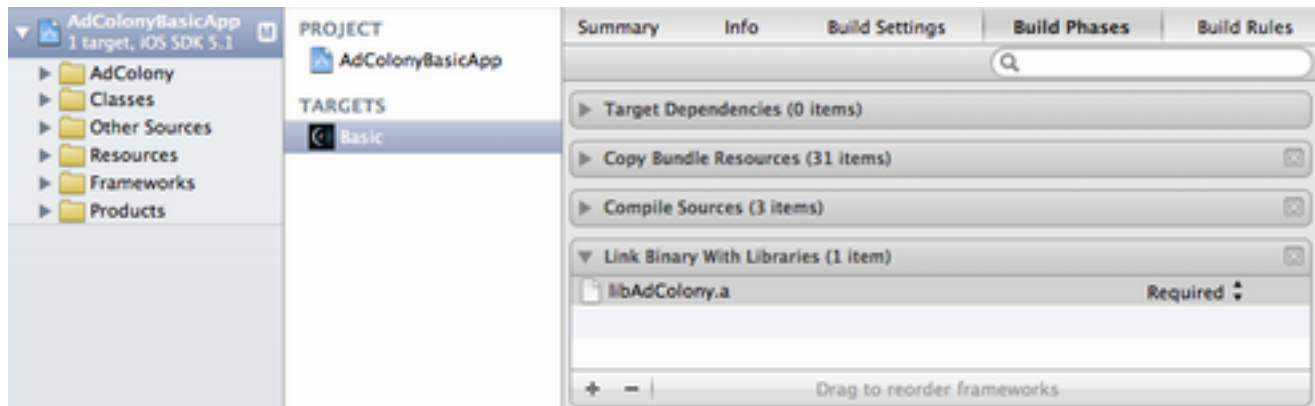 AdColonyBasicApp
1 target, iOS SDK 5.1
M
AdColony
Classes
Other Sources
Resources
Frameworks
Products
PROJECT
AdColonyBasicApp
TARGETS
Basic
Summary Info Build Settings Build Phases Build Rules
Target Dependencies (0 items)
Copy Bundle Resources (31 items)
Compile Sources (3 items)
Link Binary With Libraries (1 item)
libAdColony.a Required
+ −
Drag to reorder frameworks